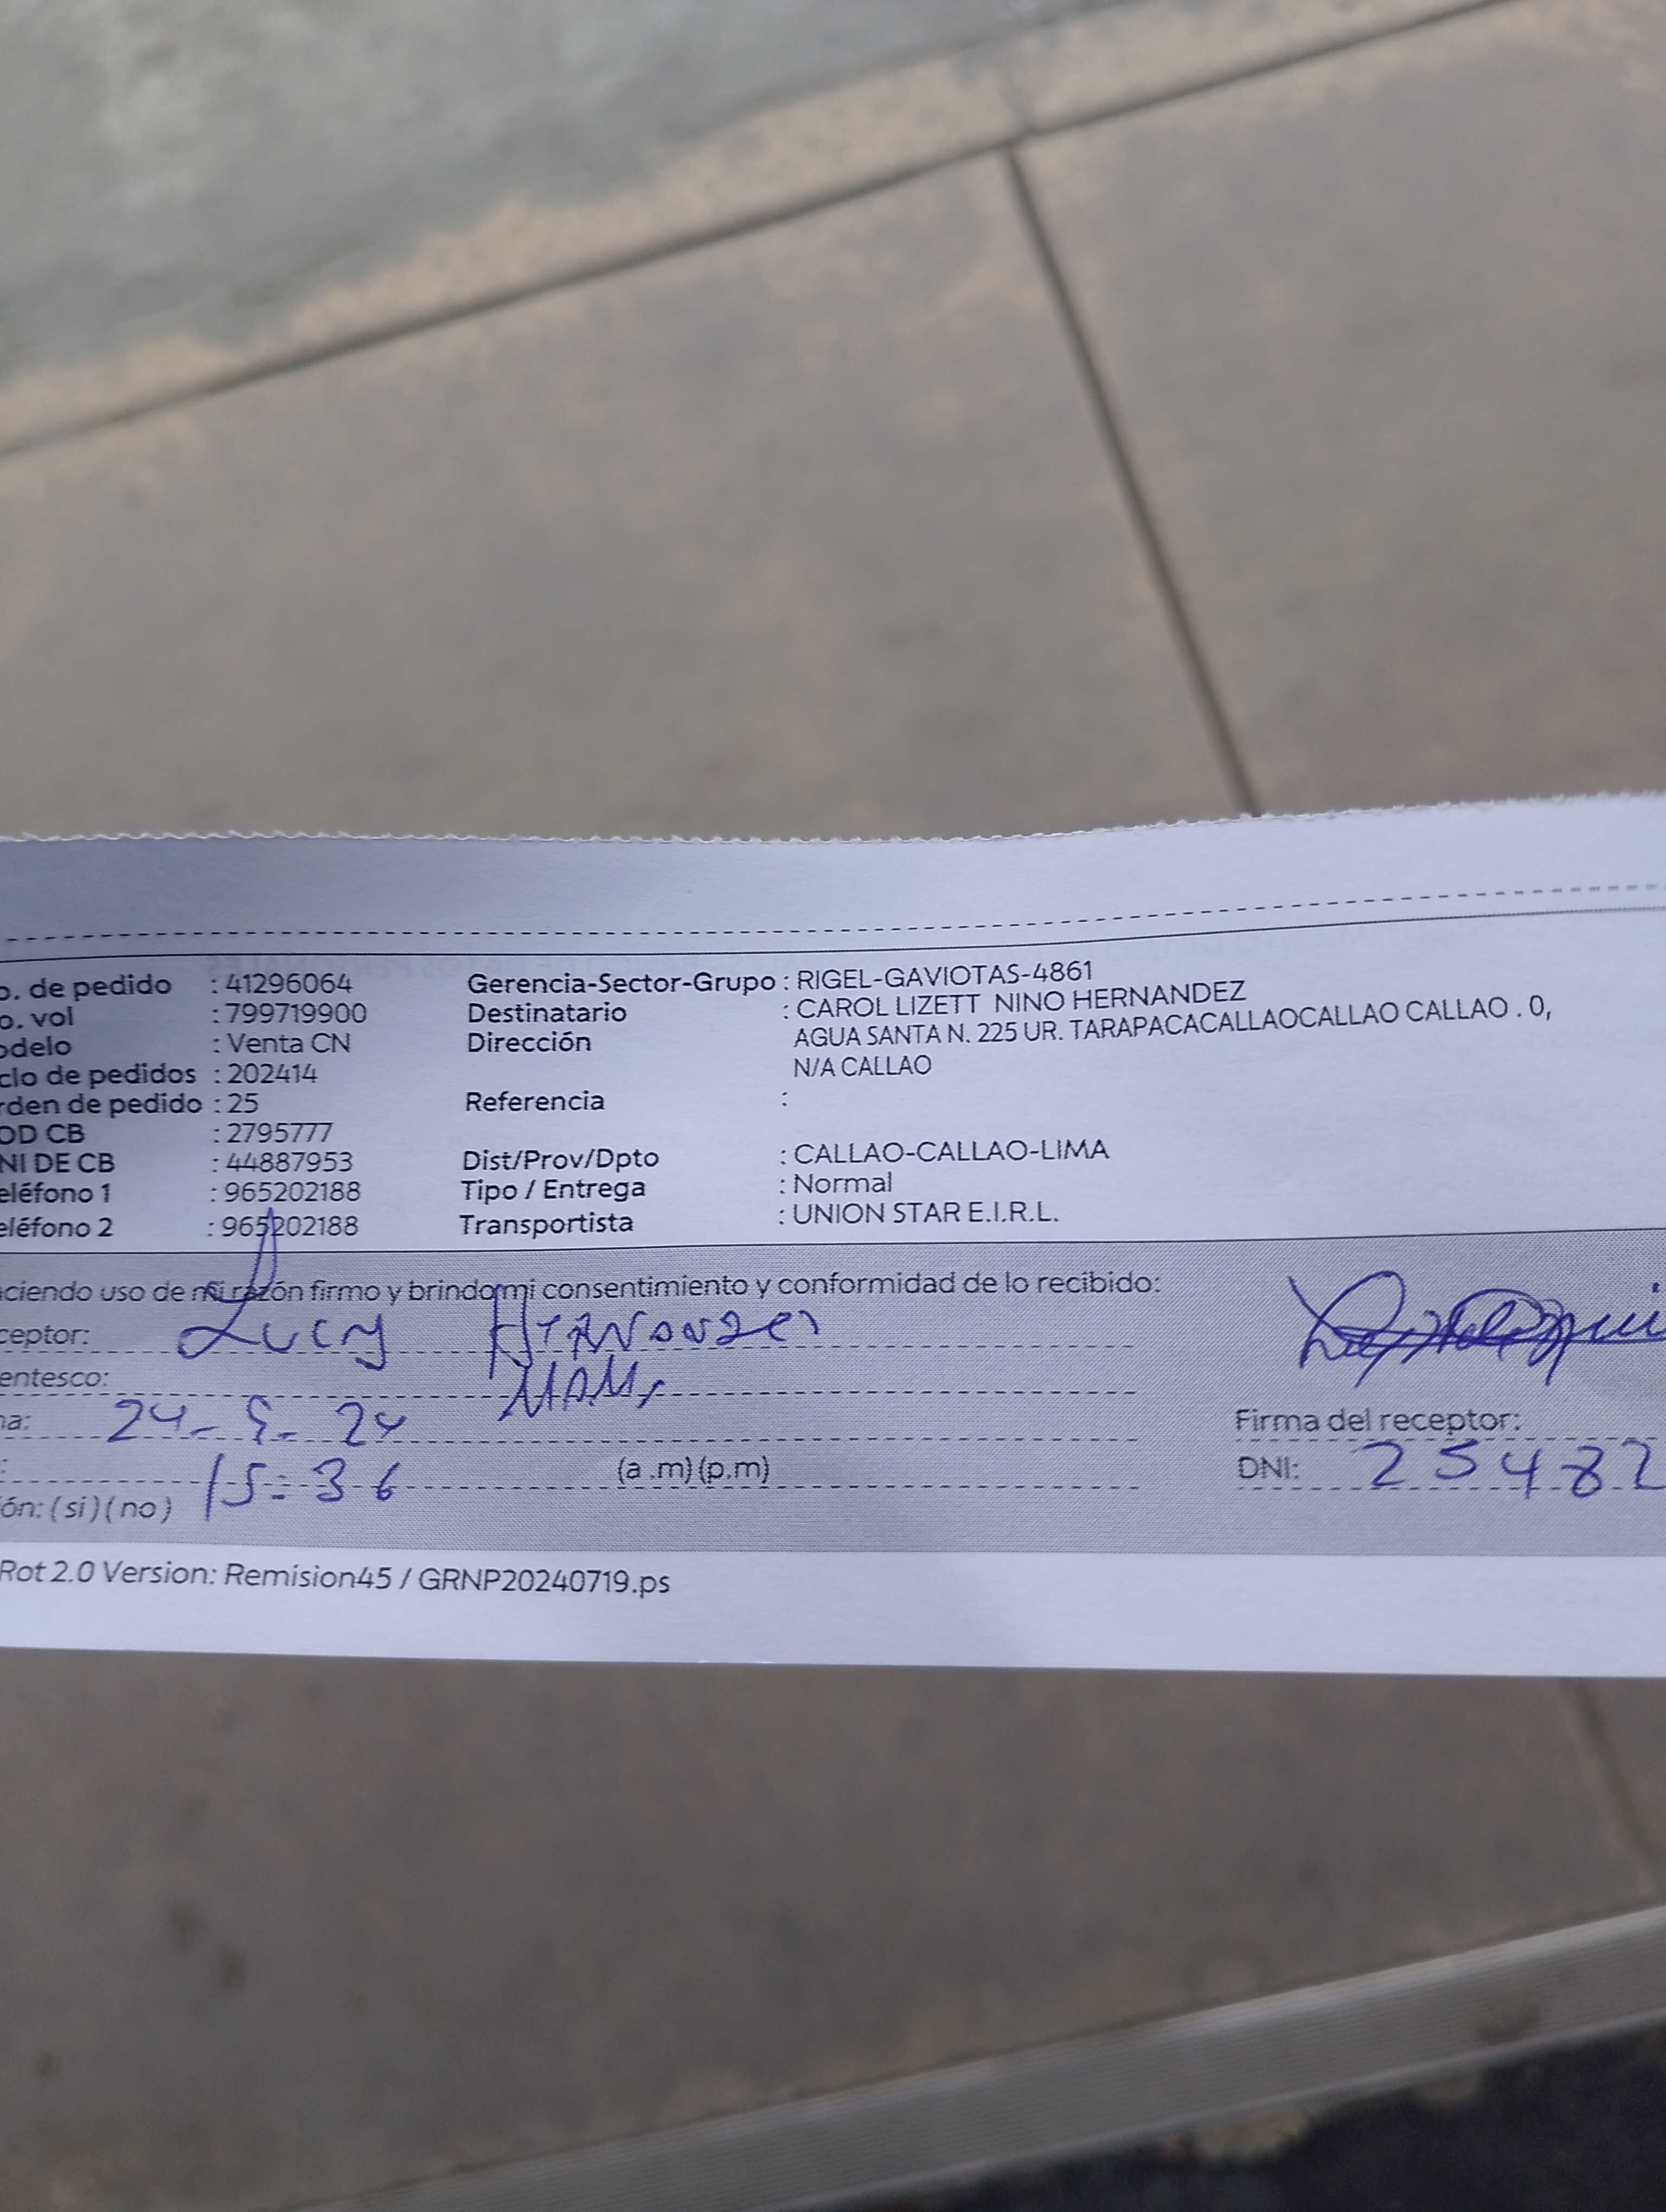 o. de pedido : 41296064 Gerencia-Sector-Grupo : RIGEL-GAVIOTAS-4861
o. vol : 799719900 Destinatario : CAROL LIZETT NINO HERNANDEZ
odelo : Venta CN Dirección AGUA SANTA N. 225 UR. TARAPACACALLAOCALLAO CALLAO . 0,
clo de pedidos : 202414 N/A CALLAO
rden de pedido : 25 Referencia :
OD CB : 2795777
NI DE CB : 44887953 Dist/Prov/Dpto : CALLAO-CALLAO-LIMA
eléfono 1 : 965202188 Tipo / Entrega : Normal
eléfono 2 : 965202188 Transportista : UNION STAR E.I.R.L.
ciendo uso de mi razón firmo y brindo mi consentimiento y conformidad de lo recibido:
ceptor: Lucy Hernandez
entesco: MAM
a: 24- -24 Firma del receptor:
: 15:36 (a .m) (p.m) DNI: 25482
ón: (si) (no)
Rot 2.0 Version: Remision45 / GRNP20240719.ps